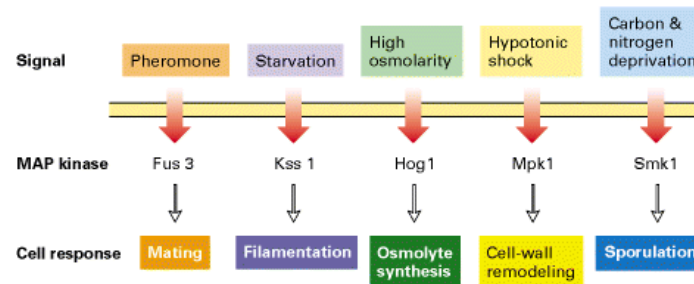 Signal
Pheromone
Starvation
High
osmolarity
Hypotonic
shock
Carbon &
nitrogen
deprivation
MAP kinase
Fus 3
Kss 1
Hog1
Mpk1
Smk1
Cell response
Mating
Filamentation
Osmolyte
synthesis
Cell-wall
remodeling
Sporulation